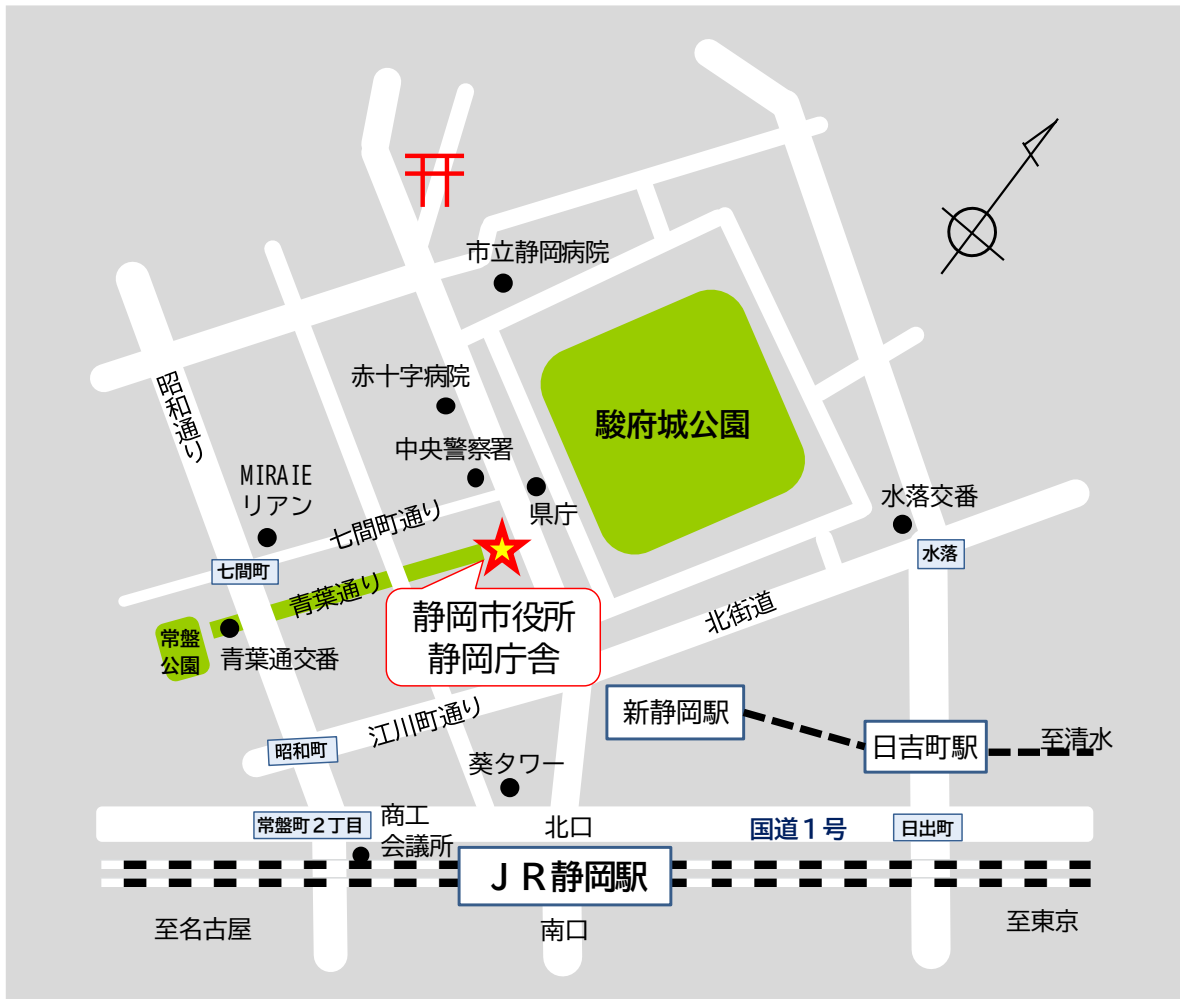 市立静岡病院
赤十字病院
昭和通り
駿府城公園
中央警察署
MIRAIE
リアン
県庁
水落交番
七間町通り
水落
七間町
青葉通り
静岡市役所
静岡庁舎
北街道
常盤
公園
青葉通交番
新静岡駅
江川町通り
昭和町
日吉町駅
至清水
葵タワー
常盤町2丁目
商工
会議所
北口
国道1号
日出町
JR静岡駅
至名古屋
南口
至東京